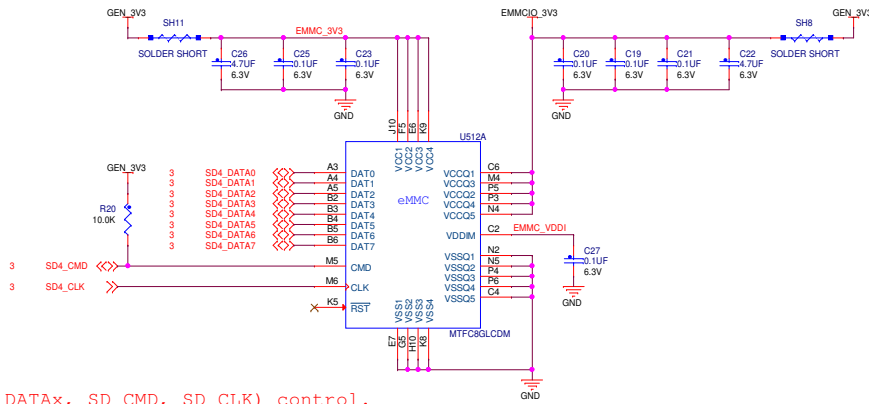 GEN_3V3
SH11
SOLDER SHORT
EMMC_3V3
C26
4.7UF
6.3V
C25
0.1UF
6.3V
C23
0.1UF
6.3V
GND
EMMCIO_3V3
SH8
GEN_3V3
SOLDER SHORT
C20
0.1UF
6.3V
C19
0.1UF
6.3V
C21
0.1UF
6.3V
C22
4.7UF
6.3V
GND
J10
F5
E6
K9
U512A
VCC1
VCC2
VCC3
VCC4
eMMC
GEN_3V3
R20
10.0K
3 SD4_DATA0 A3 DAT0
3 SD4_DATA1 A4 DAT1
3 SD4_DATA2 A5 DAT2
3 SD4_DATA3 B2 DAT3
3 SD4_DATA4 B3 DAT4
3 SD4_DATA5 B4 DAT5
3 SD4_DATA6 B5 DAT6
3 SD4_DATA7 B6 DAT7
3 SD4_CMD M5 CMD
3 SD4_CLK M6 CLK
K5 RST
VCCQ1 C6
VCCQ3 M4
VCCQ2 P5
VCCQ4 P3
VCCQ5 N4
VDDIM C2 EMMC_VDDI
C27
0.1UF
6.3V
GND
VSSQ1 N2
VSSQ2 N5
VSSQ3 P4
VSSQ4 P6
VSSQ5 C4
VSS1
VSS2
VSS3
VSS4
MTFC8GLCDM
E7
G5
H10
K8
GND
DATAx, SD_CMD, SD_CLK) control.